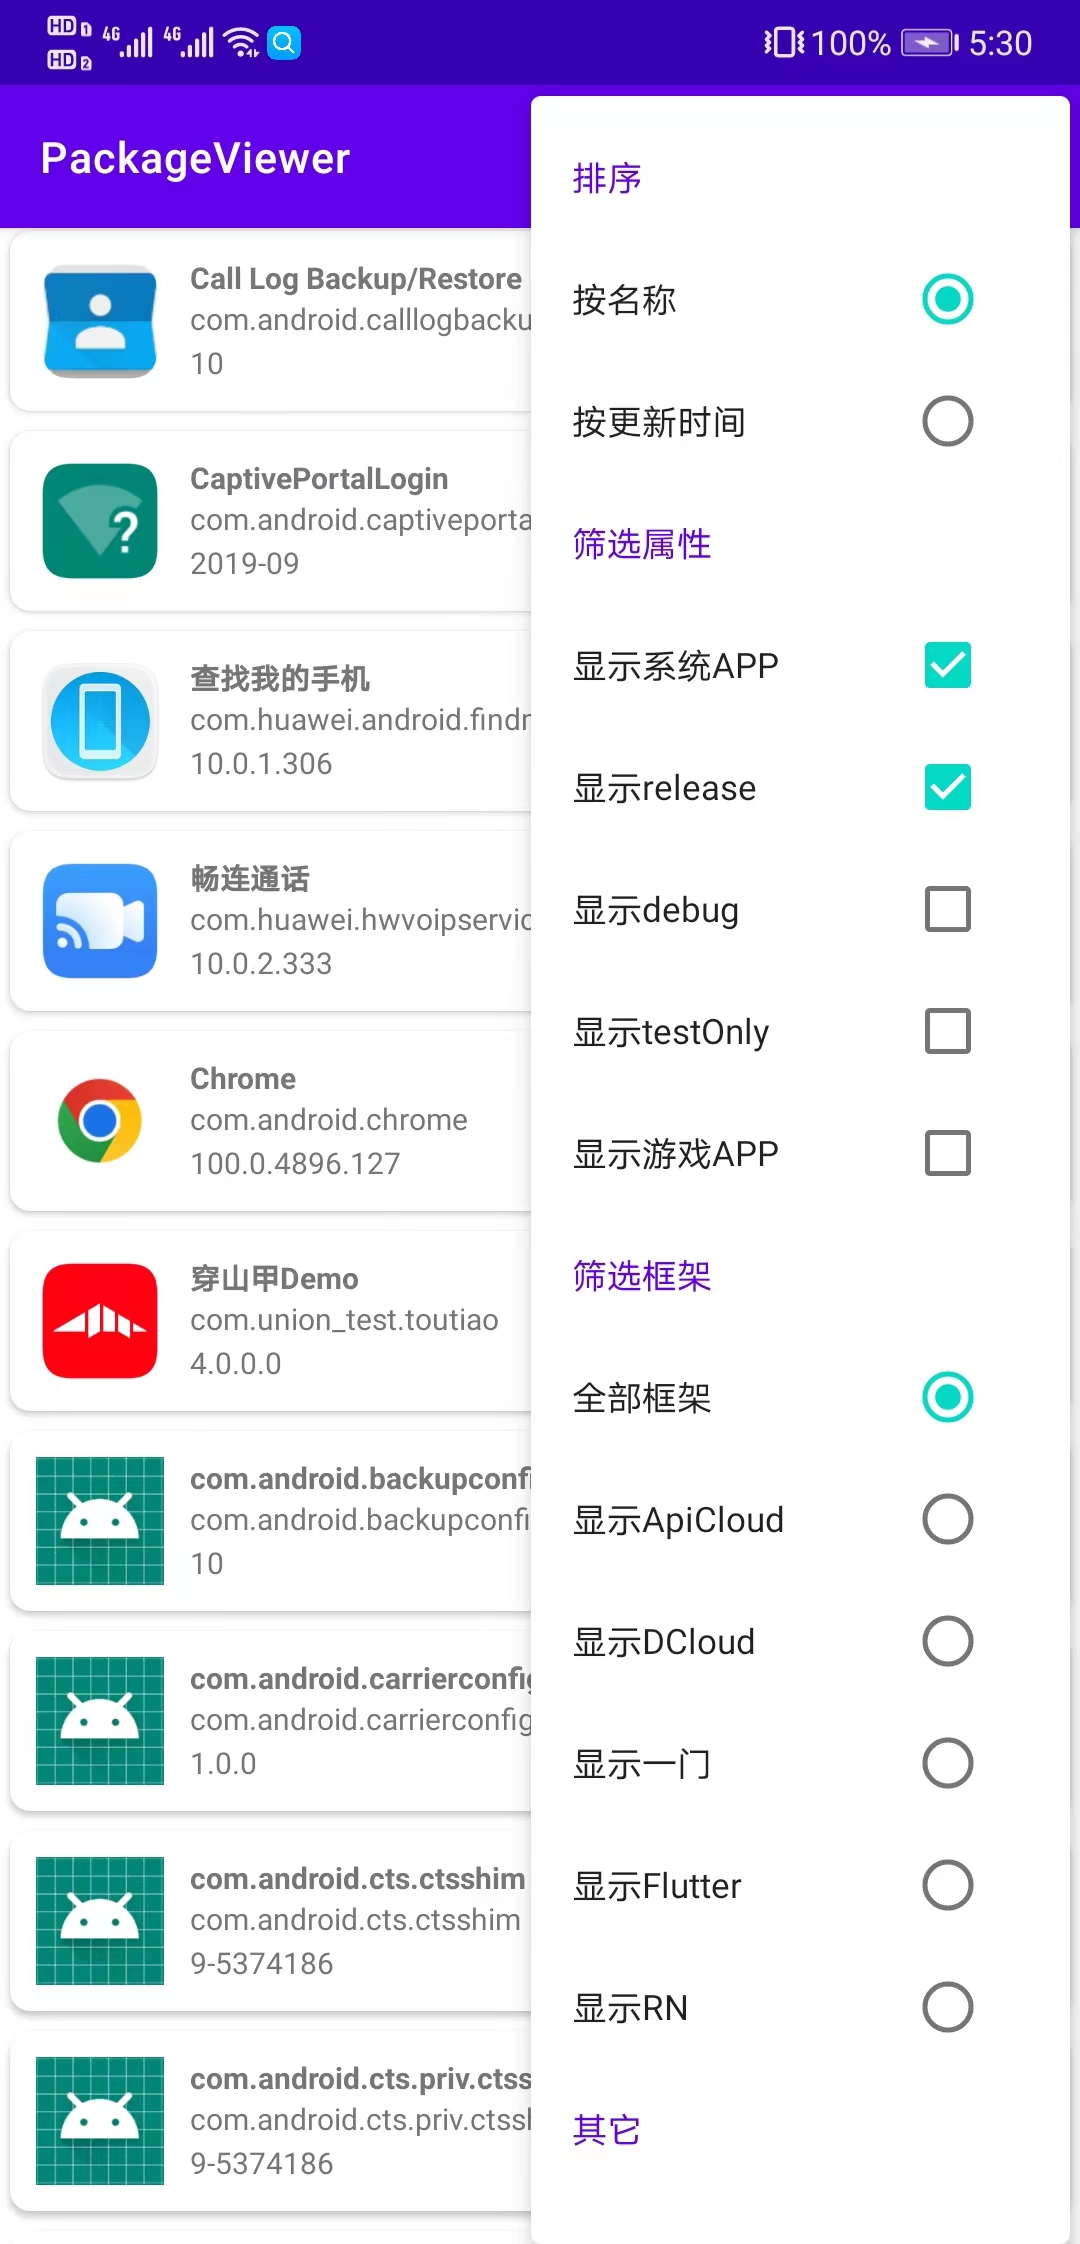 HD 1
HD 2
4G
4G
100%
5:30
PackageViewer
Call Log Backup/Restore
com.android.calllogbacku
10
CaptivePortalLogin
com.android.captiveporta
2019-09
查找我的手机
com.huawei.android.findm
10.0.1.306
畅连通话
com.huawei.hwvoipservic
10.0.2.333
Chrome
com.android.chrome
100.0.4896.127
穿山甲Demo
com.union_test.toutiao
4.0.0.0
com.android.backupconfi
com.android.backupconfi
10
com.android.carrierconfig
com.android.carrierconfig
1.0.0
com.android.cts.ctsshim
com.android.cts.ctsshim
9-5374186
com.android.cts.priv.ctss
com.android.cts.priv.ctssh
9-5374186
排序
按名称
按更新时间
筛选属性
显示系统APP
显示release
显示debug
显示testOnly
显示游戏APP
筛选框架
全部框架
显示ApiCloud
显示DCloud
显示一门
显示Flutter
显示RN
其它